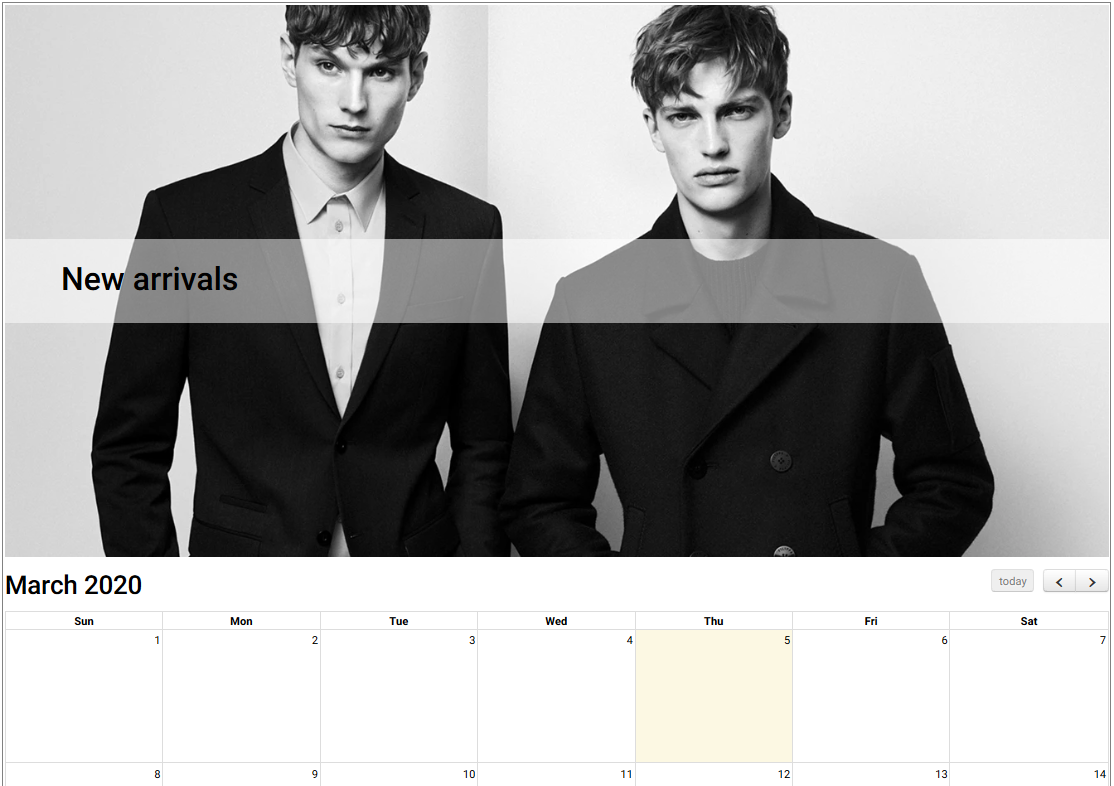 New arrivals
March 2020
today
Sun Mon Tue Wed Thu Fri Sat
1 2 3 4 5 6 7
8 9 10 11 12 13 14